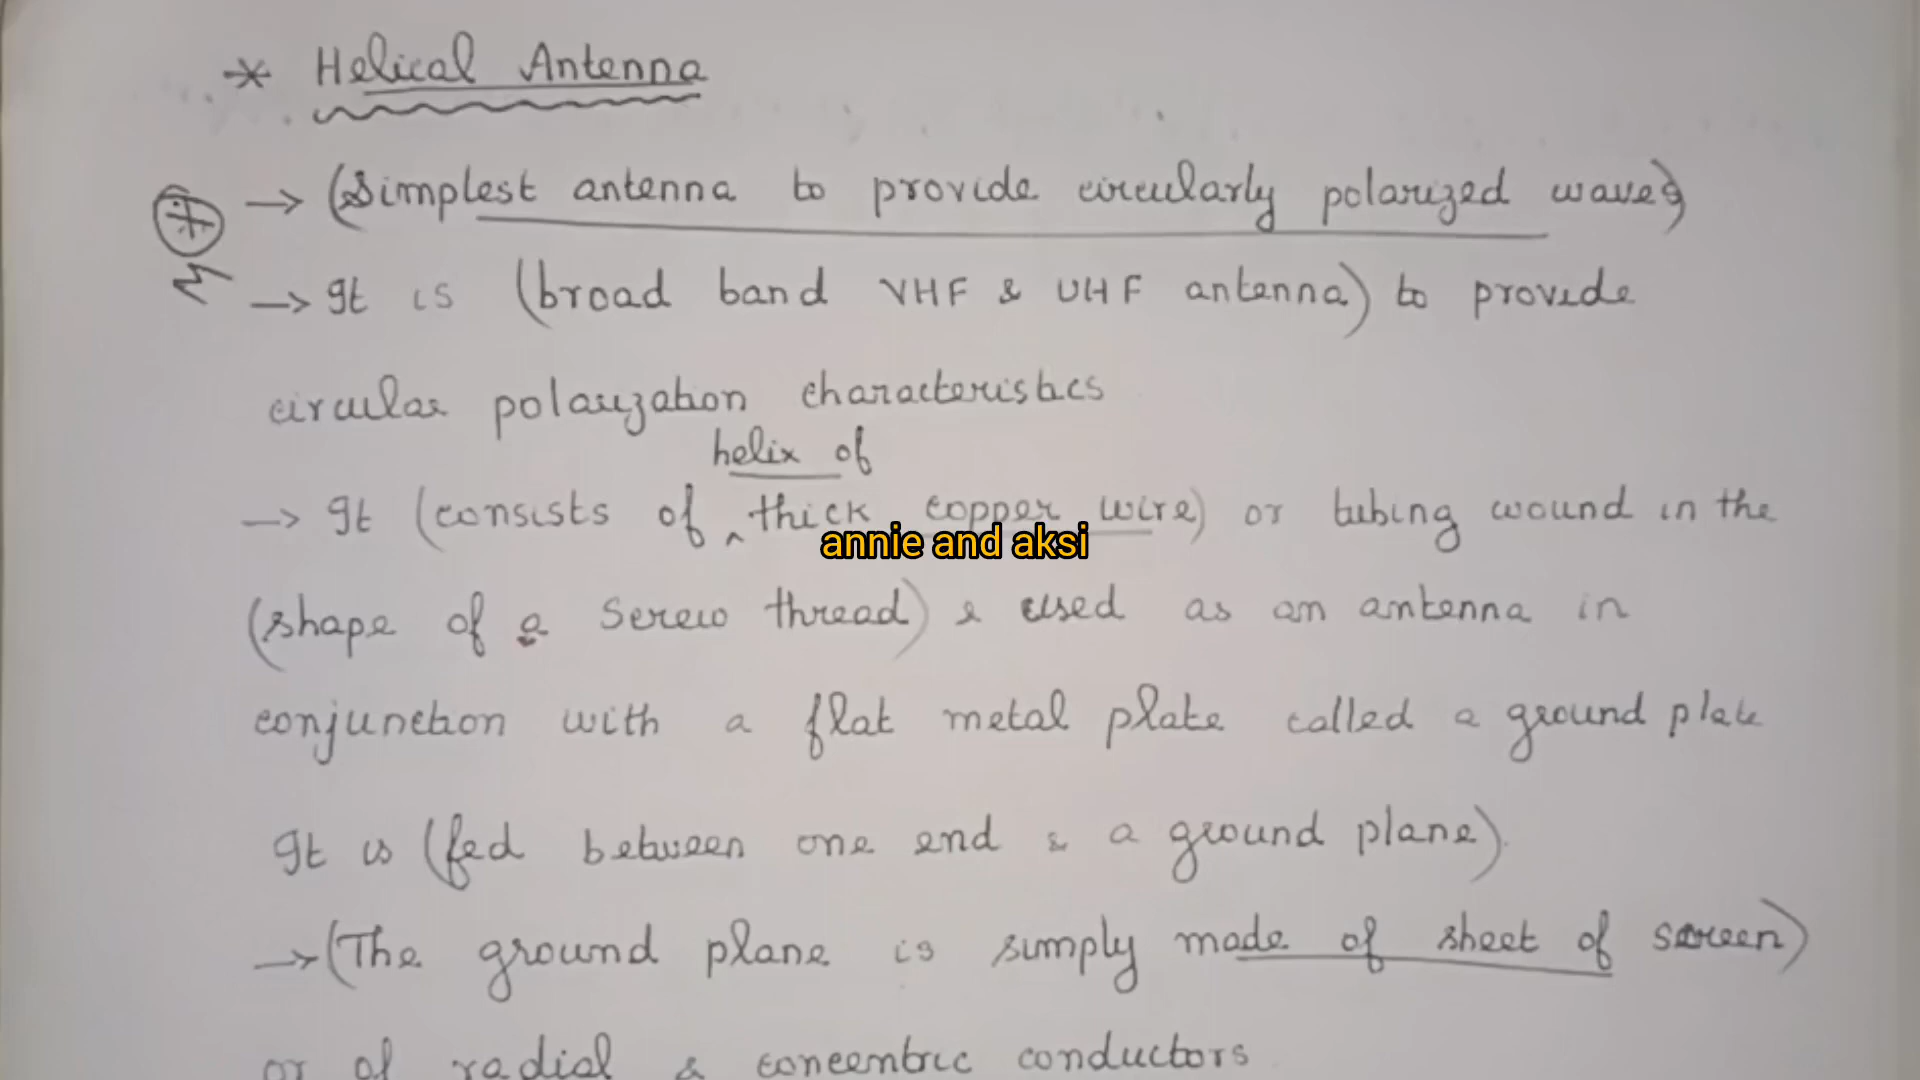 * Helical Antenna
* → (Simplest antenna to provide circularly polarized waves)
→ It is (broad band VHF & UHF antenna) to provide
circular polarization characteristics
helix of
→ It (consists of ^ thick copper wire) or tubing wound in the
annie and aksi
(shape of a screw thread) & used as an antenna in
conjunction with a flat metal plate called a ground plate
It is (fed between one end & a ground plane).
→ (The ground plane is simply made of sheet of screen)
or of radial & concentric conductors